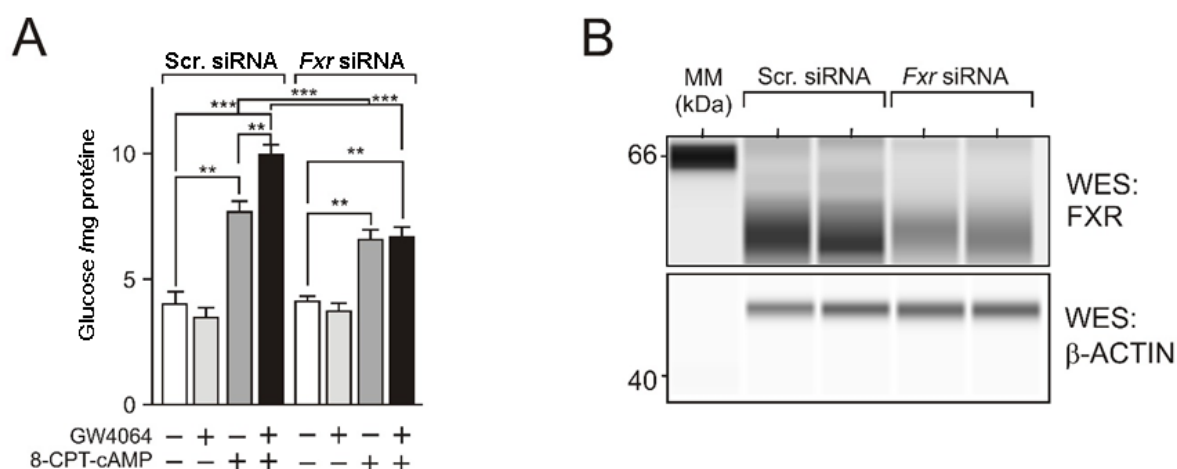 A
Scr. siRNA Fxr siRNA
*** *** ***
**
** **
** **
Glucose /mg protéine
10
5
0
GW4064 – + – + – + – +
8-CPT-cAMP – – + + – – + +
B
MM
(kDa)
Scr. siRNA Fxr siRNA
66
WES:
FXR
40
WES:
β-ACTIN